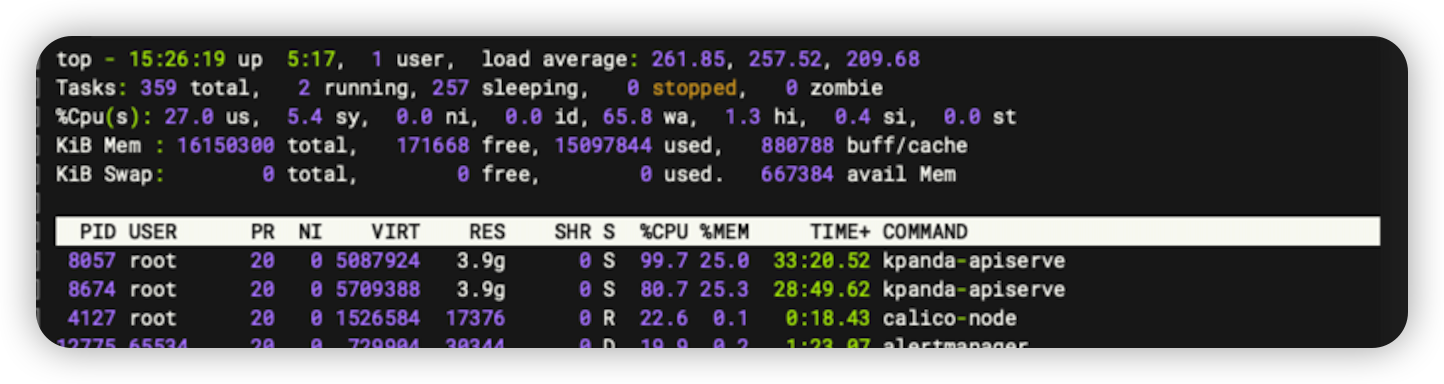 top - 15:26:19 up  5:17,  1 user,  load average: 261.85, 257.52, 209.68
Tasks: 359 total,   2 running, 257 sleeping,   0 stopped,   0 zombie
%Cpu(s): 27.0 us,  5.4 sy,  0.0 ni,  0.0 id, 65.8 wa,  1.3 hi,  0.4 si,  0.0 st
KiB Mem : 16150300 total,   171668 free, 15097844 used,   880788 buff/cache
KiB Swap:        0 total,        0 free,        0 used.   667384 avail Mem
PID USER      PR  NI    VIRT    RES    SHR S  %CPU %MEM     TIME+ COMMAND
8057 root      20   0 5087924   3.9g      0 S  99.7 25.0  33:20.52 kpanda-apiserve
8674 root      20   0 5709388   3.9g      0 S  80.7 25.3  28:49.62 kpanda-apiserve
4127 root      20   0 1526584  17376      0 R  22.6  0.1   0:18.43 calico-node
12775 65534     20   0  729904  30344      0 D  19.9  0.2   1:23.07 alertmanager